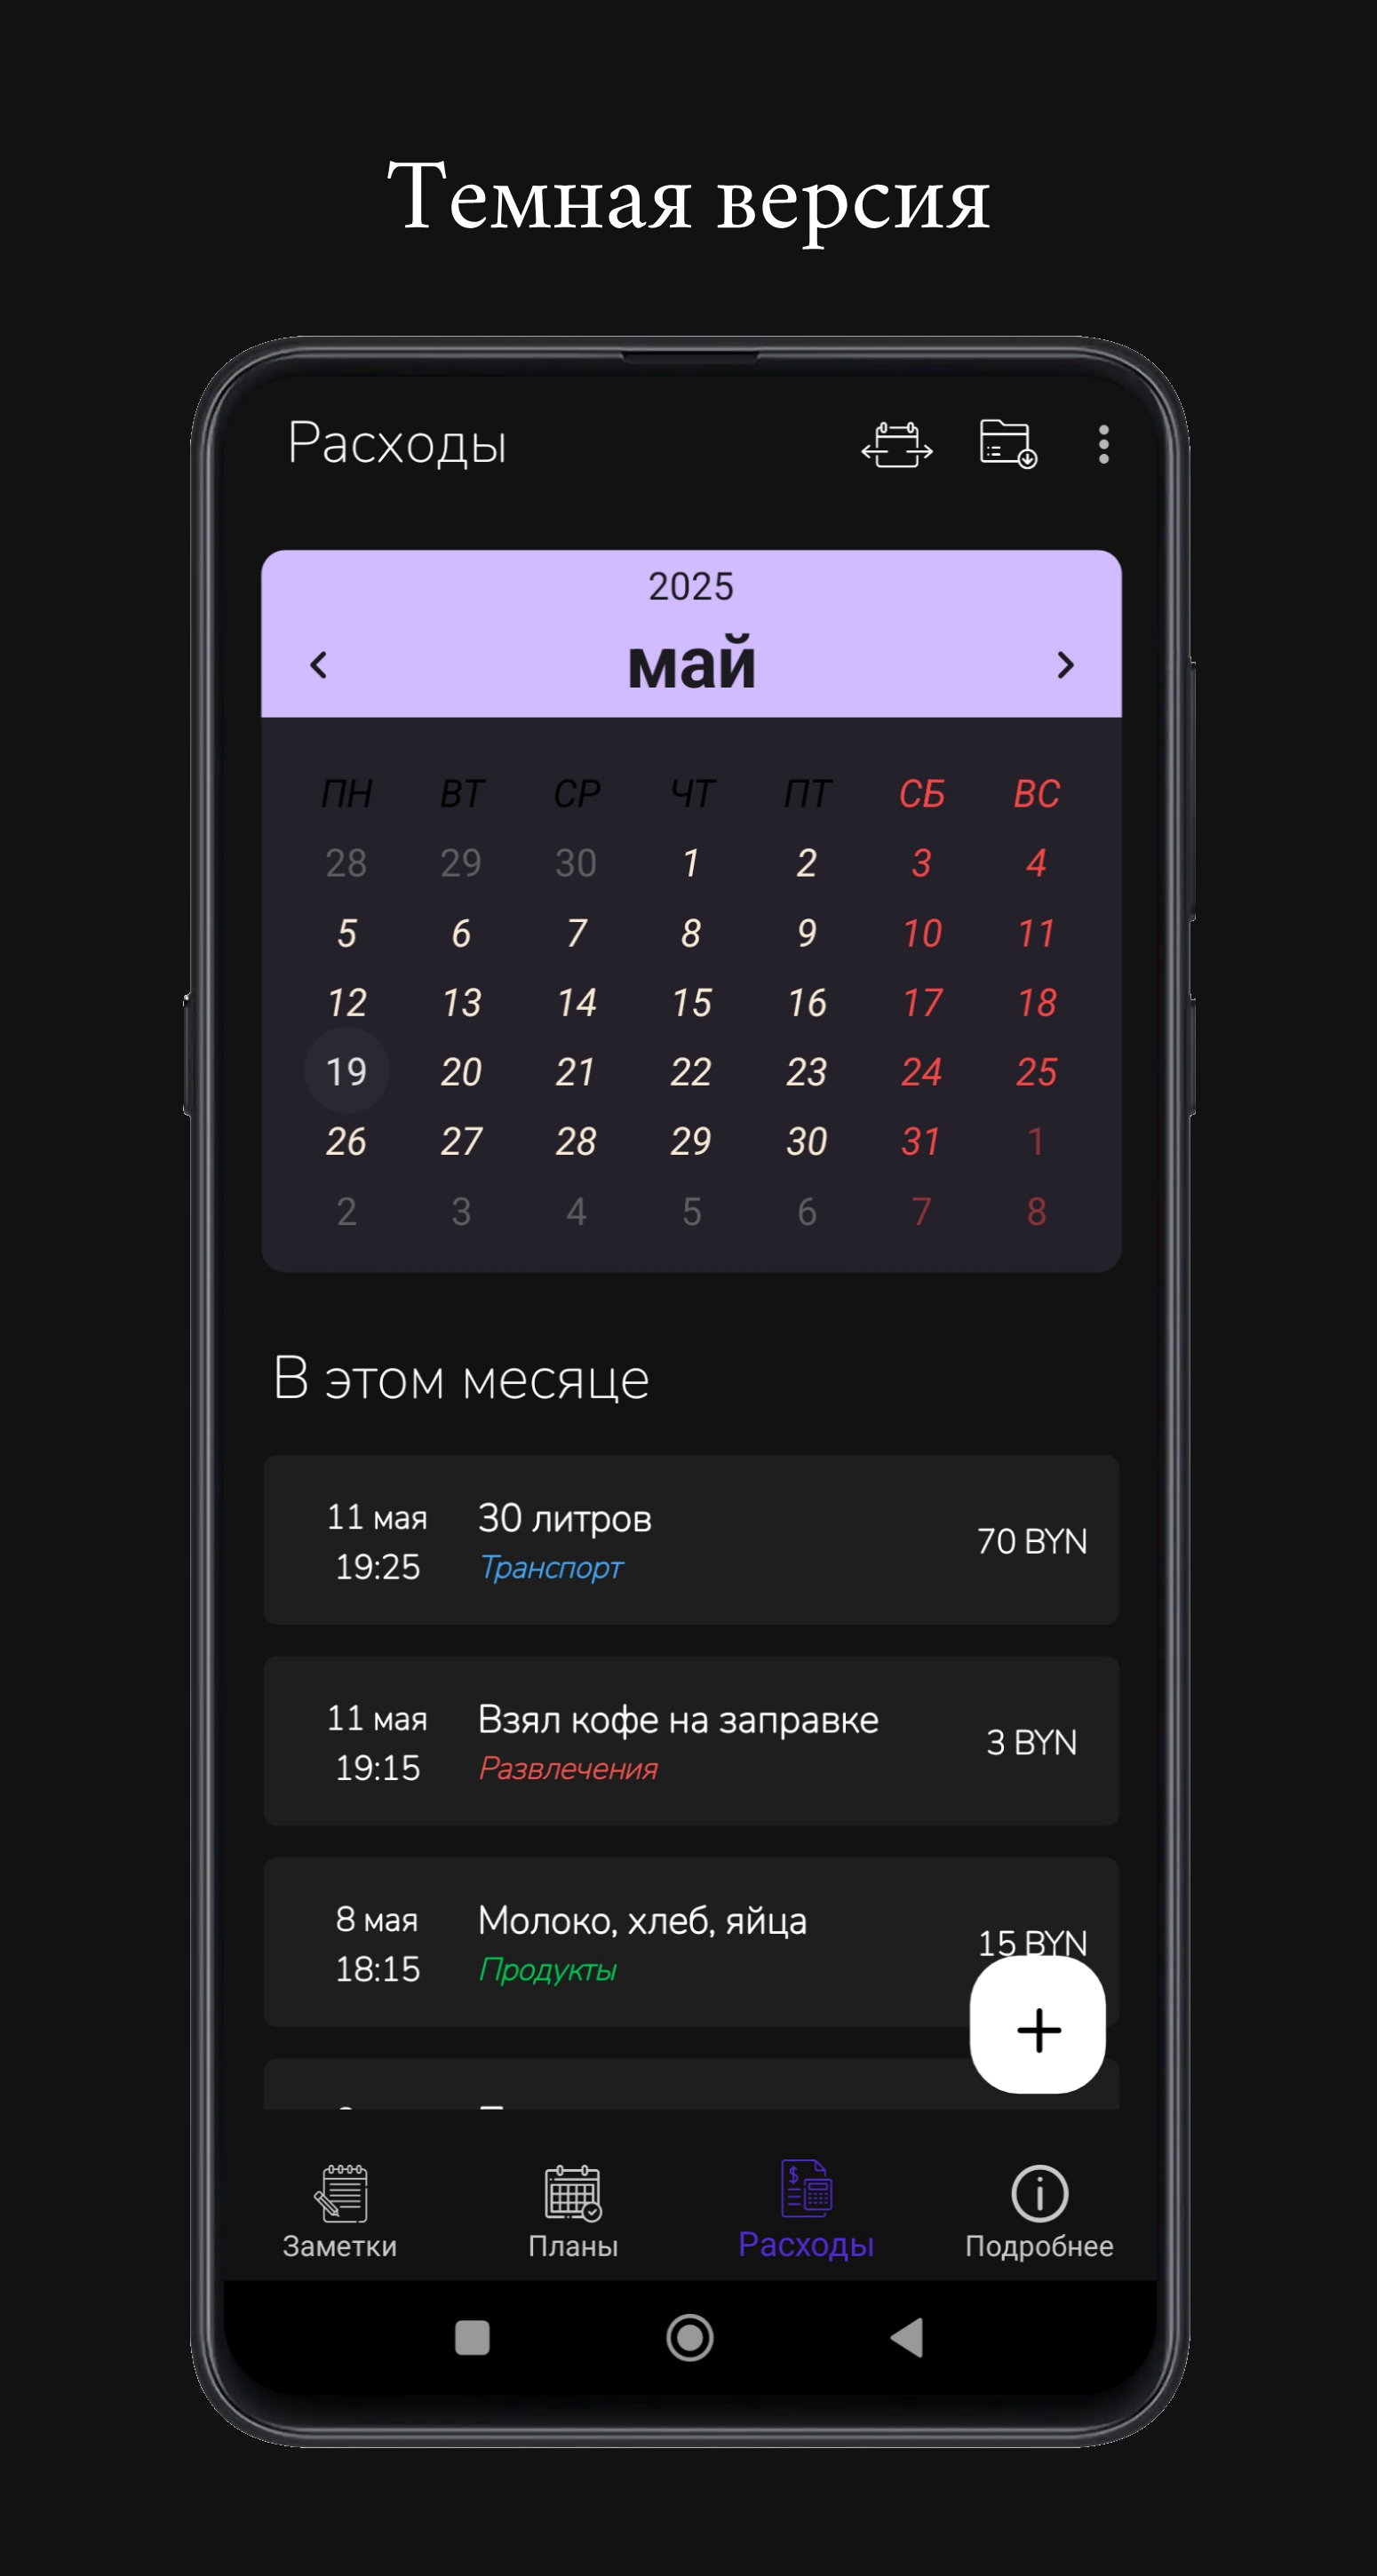 Темная версия
Расходы
2025
май
ПН ВТ СР ЧТ ПТ СБ ВС
28 29 30 1 2 3 4
5 6 7 8 9 10 11
12 13 14 15 16 17 18
19 20 21 22 23 24 25
26 27 28 29 30 31 1
2 3 4 5 6 7 8
В этом месяце
11 мая 30 литров
19:25 Транспорт
70 BYN
11 мая Взял кофе на заправке
19:15 Развлечения
3 BYN
8 мая Молоко, хлеб, яйца
18:15 Продукты
15 BYN
+
Заметки Планы Расходы Подробнее